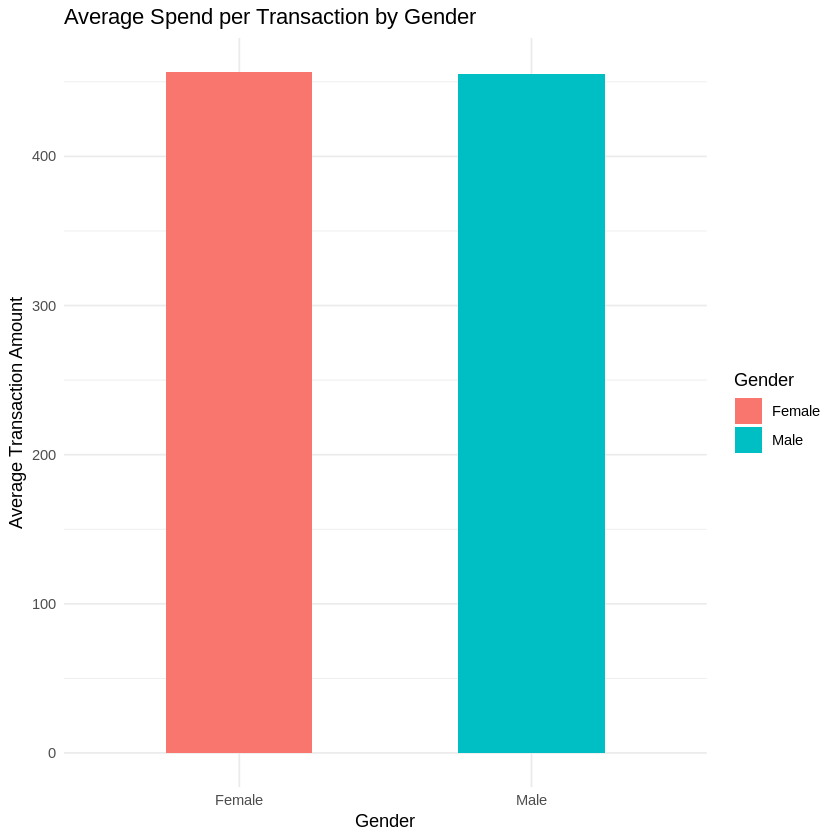 Average Spend per Transaction by Gender
Average Transaction Amount
400
300
200
100
0
Female
Male
Gender
Gender
Female
Male